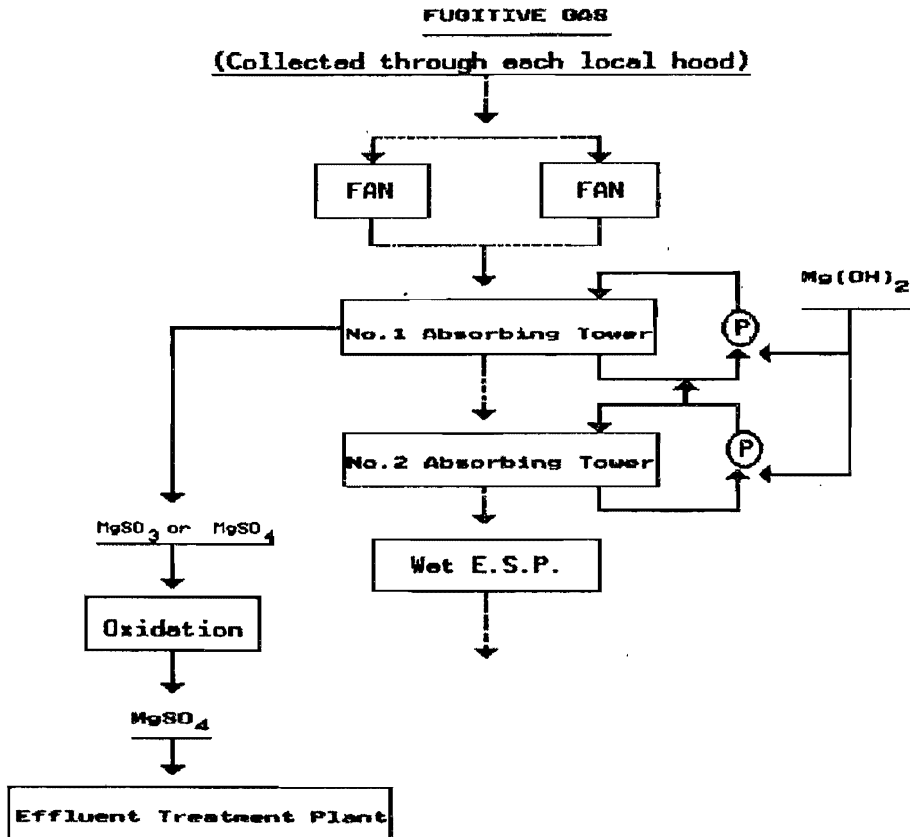 FUGITIVE GAS
(Collected through each local hood)
FAN
FAN
Mg(OH)2
P
No.1 Absorbing Tower
P
No.2 Absorbing Tower
MgSO3 or MgSO4
Wet E.S.P.
Oxidation
MgSO4
Effluent Treatment Plant